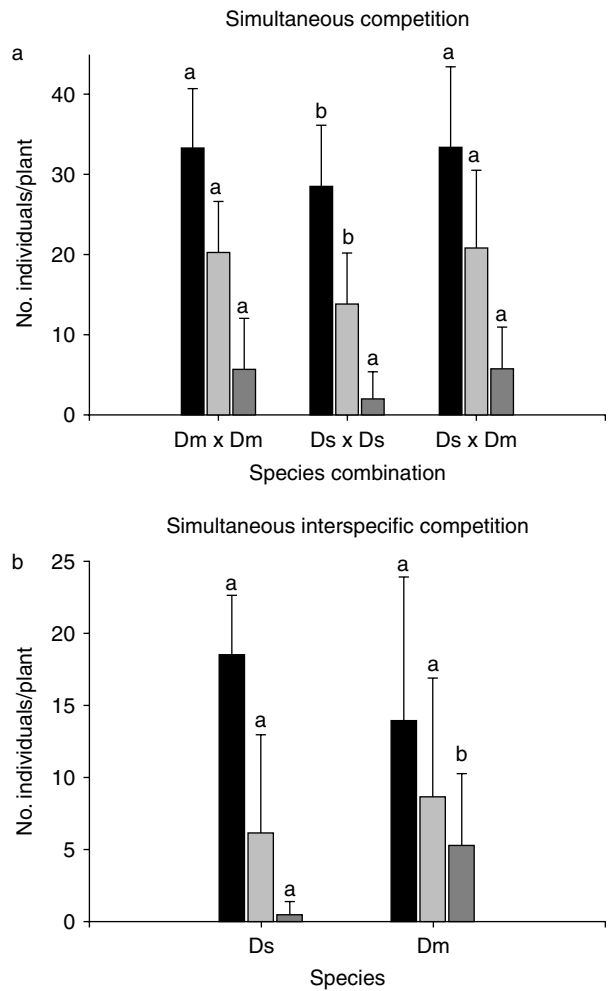 Simultaneous competition
a
No. individuals/plant
40
30
20
10
0
a
a
a
b
b
a
a
a
a
Dm x Dm
Ds x Ds
Ds x Dm
Species combination
Simultaneous interspecific competition
b
No. individuals/plant
25
20
15
10
5
0
a
a
a
a
a
b
Ds
Dm
Species